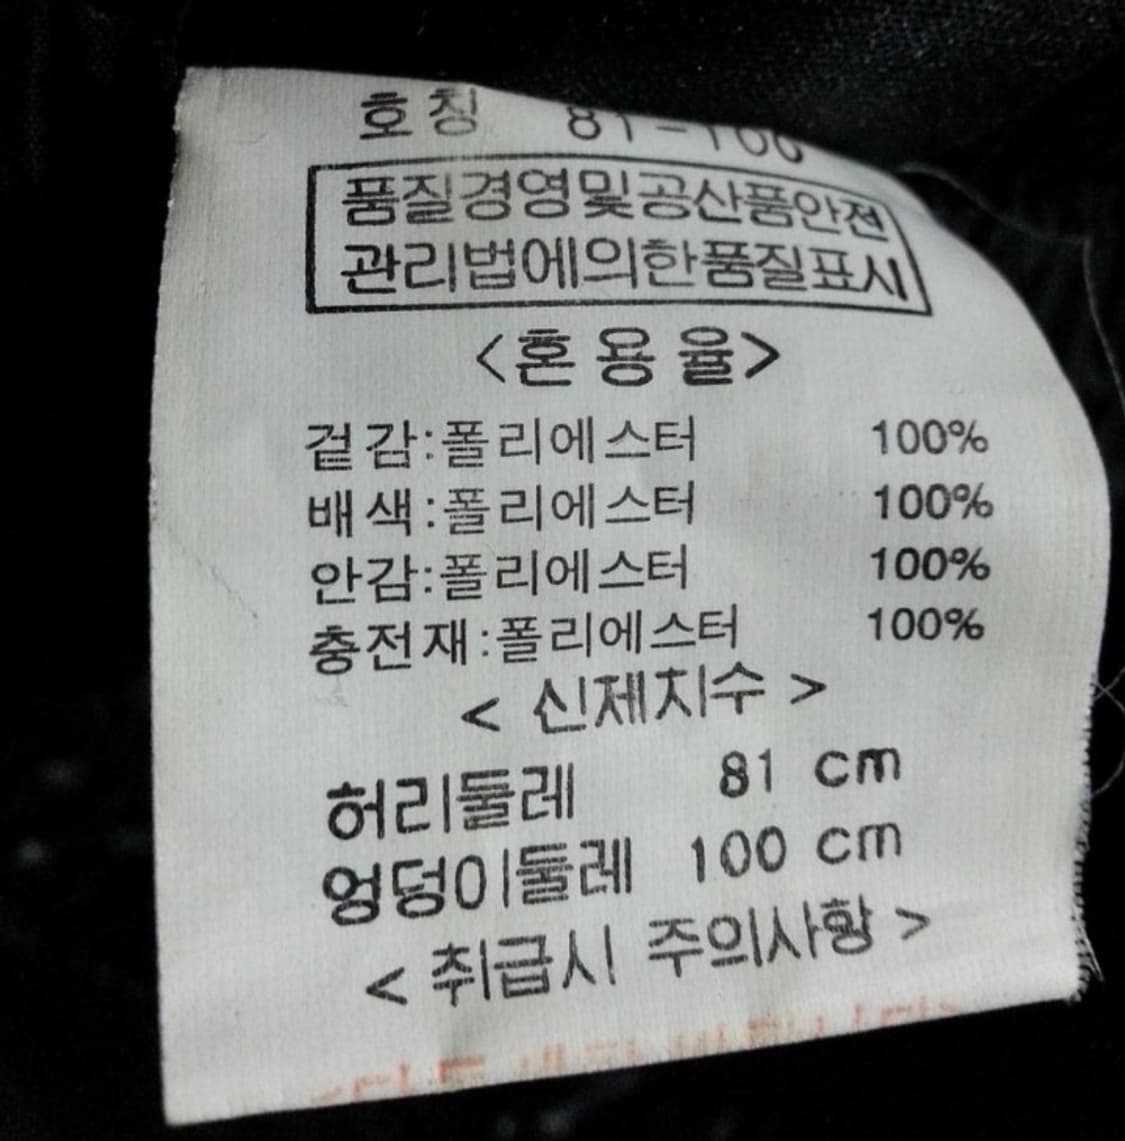 호칭 81-100
품질경영및공산품안전
관리법에의한품질표시
<혼용율>
겉감:폴리에스터 100%
배색:폴리에스터 100%
안감:폴리에스터 100%
충전재:폴리에스터 100%
< 신체치수 >
허리둘레 81 cm
엉덩이둘레 100 cm
< 취급시 주의사항 >